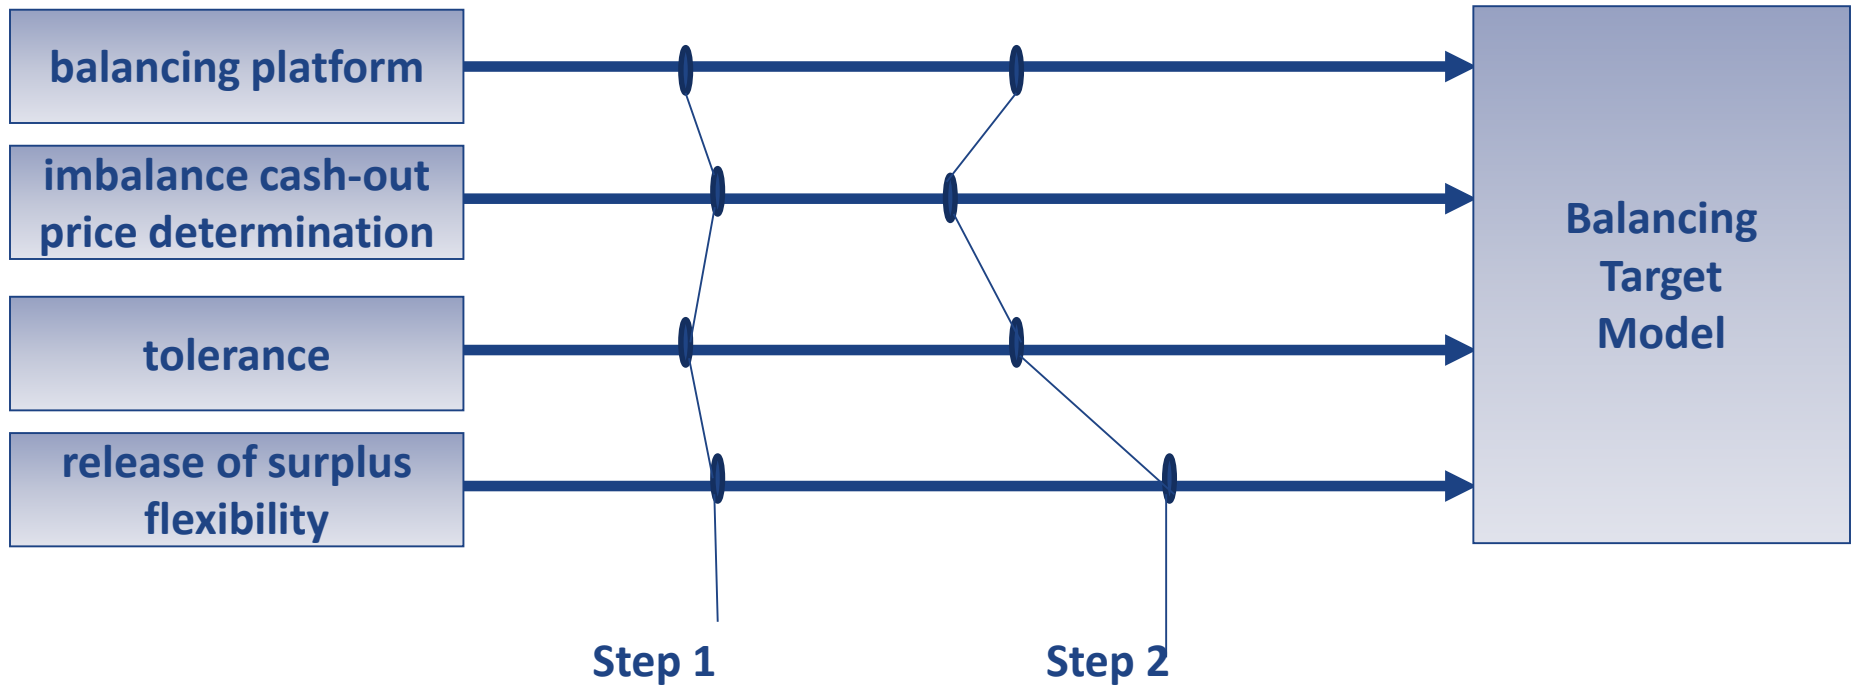 balancing platform
imbalance cash-out
price determination
tolerance
release of surplus
flexibility
Balancing
Target
Model
Step 1
Step 2